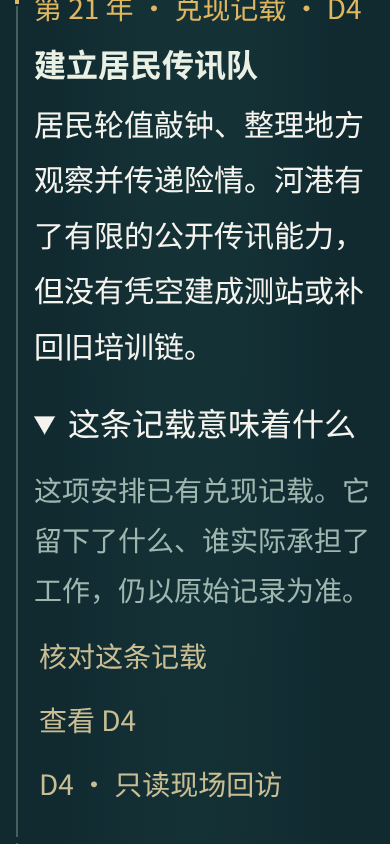 第 21 年 · 兑现记载 · D4
建立居民传讯队
居民轮值敲钟、整理地方
观察并传递险情。河港有
了有限的公开传讯能力，
但没有凭空建成测站或补
回旧培训链。
▼ 这条记载意味着什么
这项安排已有兑现记载。它
留下了什么、谁实际承担了
工作，仍以原始记录为准。
核对这条记载
查看 D4
D4 · 只读现场回访